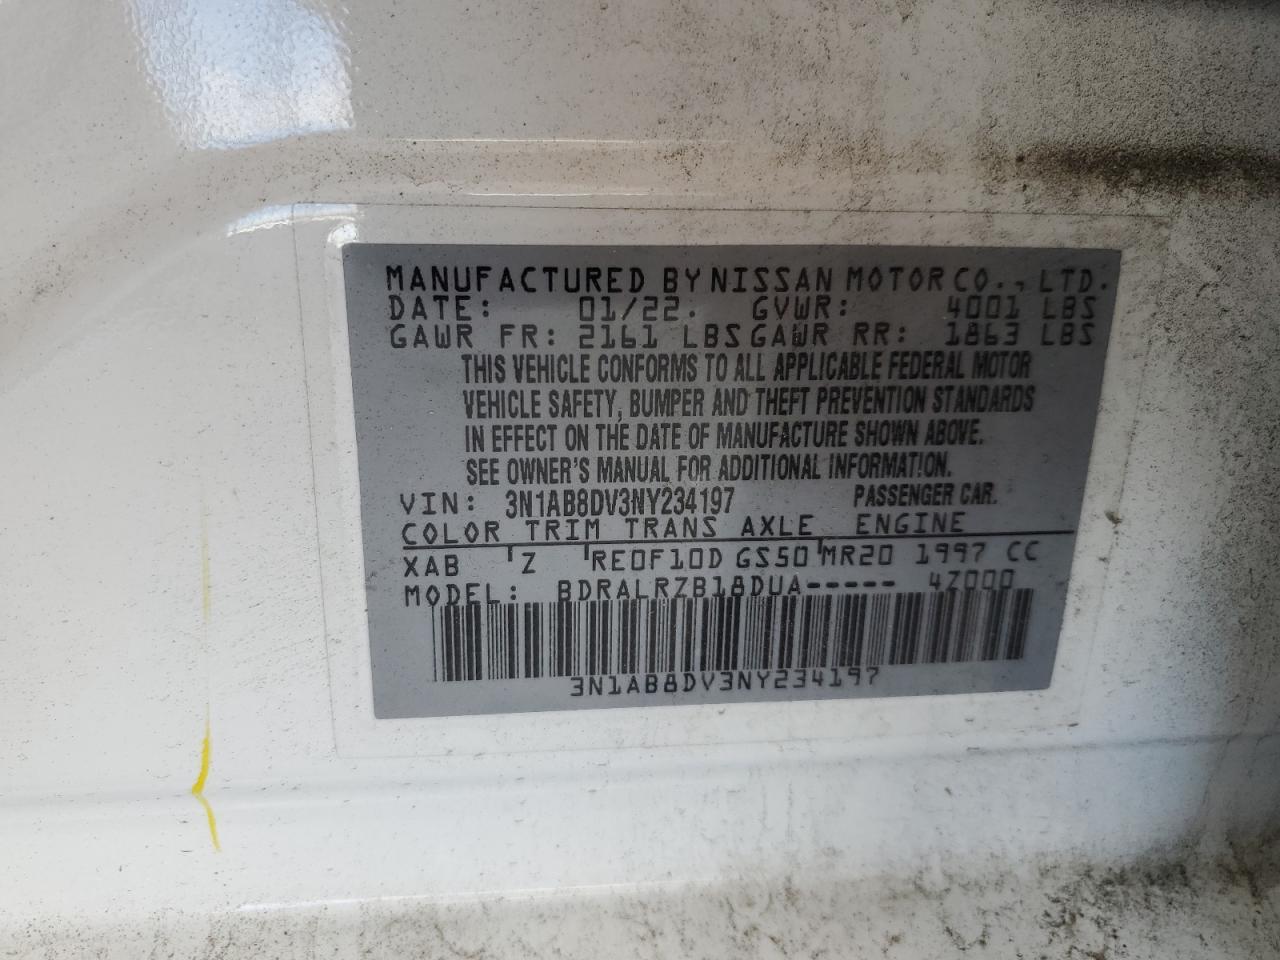 MANUFACTURED BY NISSAN MOTOR CO., LTD.
DATE: 01/22. GVWR: 4001 LBS
GAWR FR: 2161 LBS GAWR RR: 1863 LBS
THIS VEHICLE CONFORMS TO ALL APPLICABLE FEDERAL MOTOR
VEHICLE SAFETY, BUMPER AND THEFT PREVENTION STANDARDS
IN EFFECT ON THE DATE OF MANUFACTURE SHOWN ABOVE.
SEE OWNER'S MANUAL FOR ADDITIONAL INFORMATION.
VIN: 3N1AB8DV3NY234197 PASSENGER CAR.
COLOR TRIM TRANS AXLE ENGINE
XAB Z RE0F10D GS50 MR20 1997 CC
MODEL: BDRALRZB18DUA----- 4Z000
3N1AB8DV3NY234197